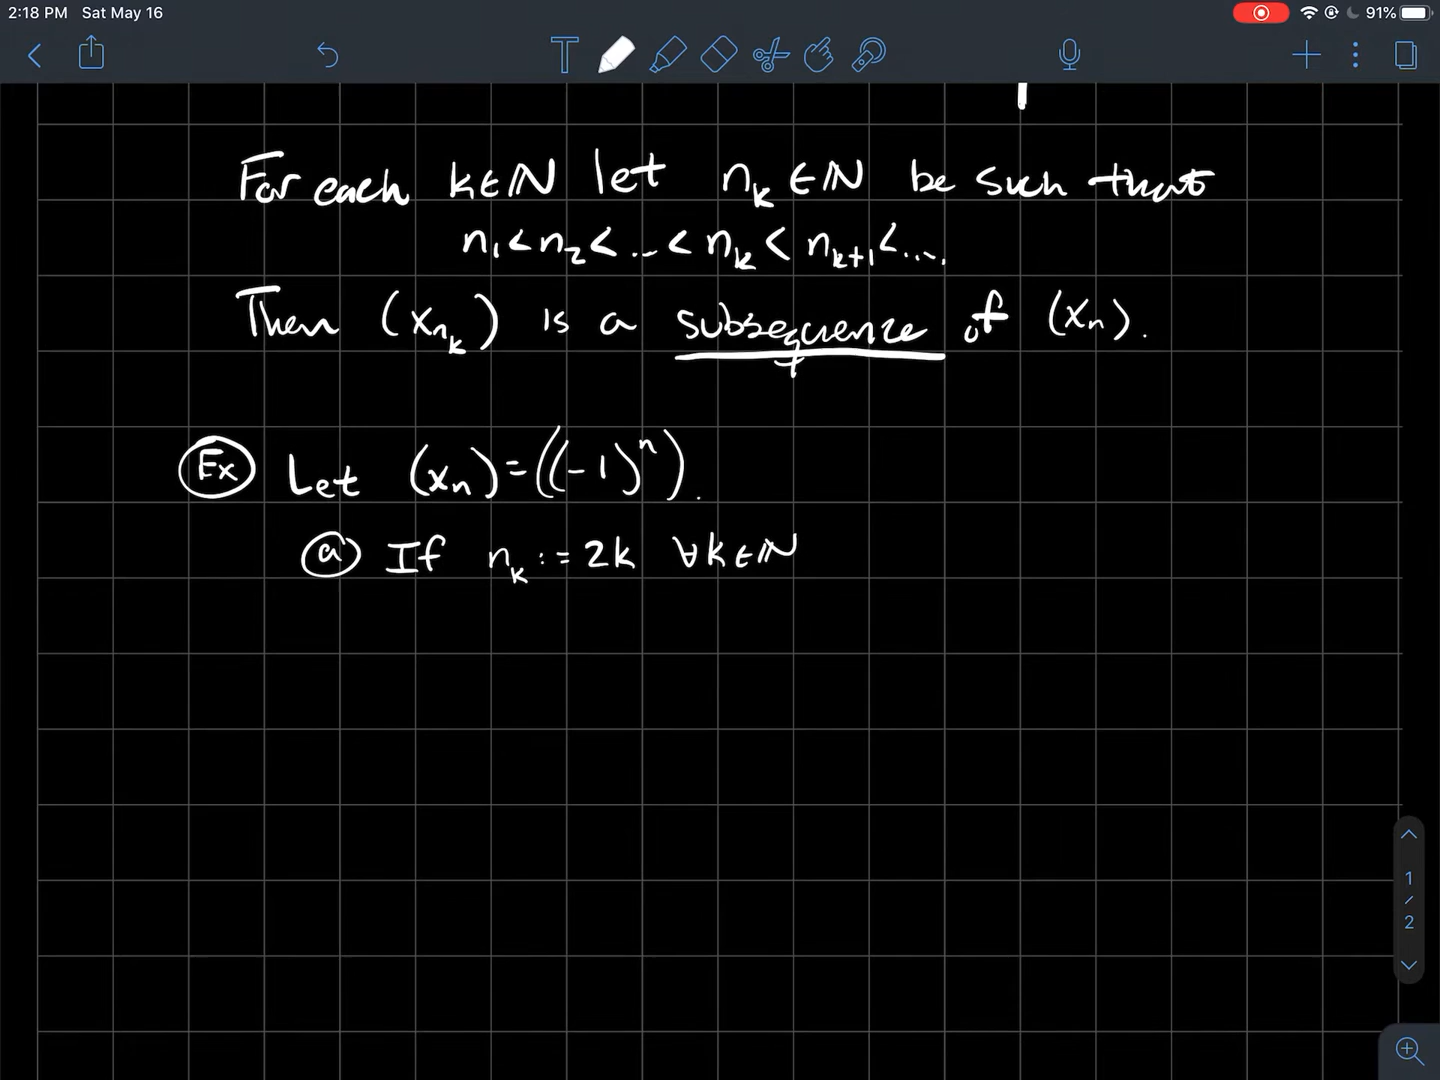 2:18 PM Sat May 16 91%
T
For each k∈ℕ let n_k ∈ℕ be such that
n_1 < n_2 < ... < n_k < n_{k+1} < ....
Then (x_{n_k}) is a subsequence of (x_n).
Ex Let (x_n) = ((-1)^n).
a If n_k := 2k ∀k∈ℕ
1
/
2